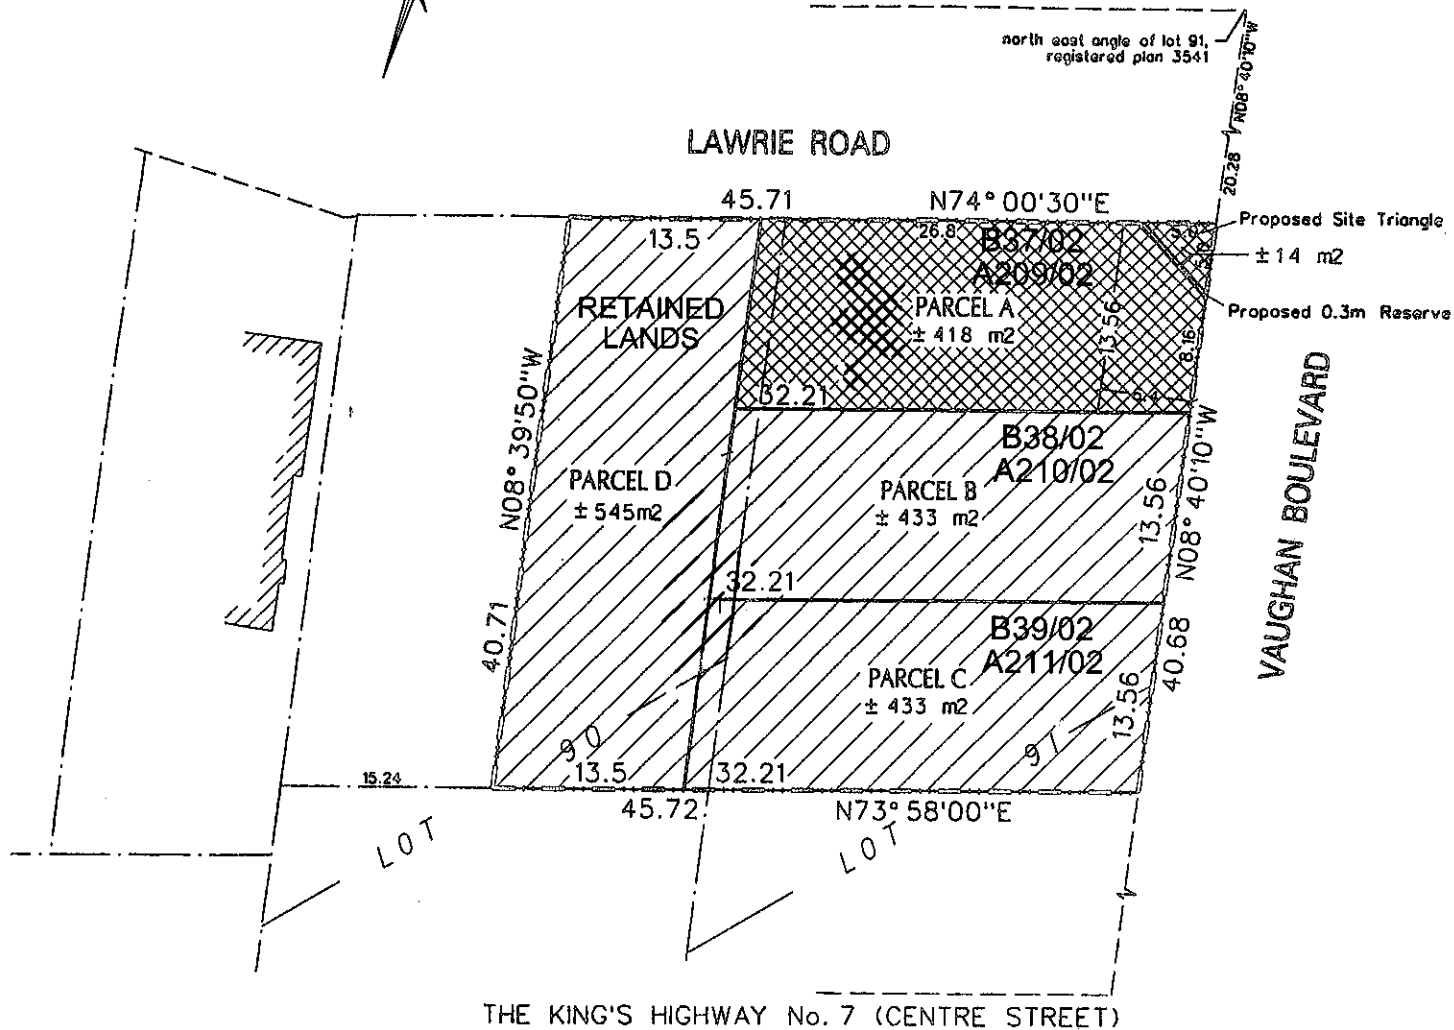 north east angle of lot 91,
registered plan 3541
N08°40'10"W
20.28
LAWRIE ROAD
45.71
N74°00'30"E
Proposed Site Triangle
± 14 m2
Proposed 0.3m Reserve
13.5
26.8
B37/02
A209/02
RETAINED
LANDS
PARCEL A
± 418 m2
13.56
8.16
N08°39'50"W
32.21
B38/02
A210/02
N08°40'10"W
VAUGHAN BOULEVARD
PARCEL D
± 545m2
PARCEL B
± 433 m2
13.56
32.21
B39/02
A211/02
40.71
40.68
PARCEL C
± 433 m2
13.56
90
91
15.24
13.5
32.21
45.72
N73°58'00"E
LOT
LOT
THE KING'S HIGHWAY No. 7 (CENTRE STREET)